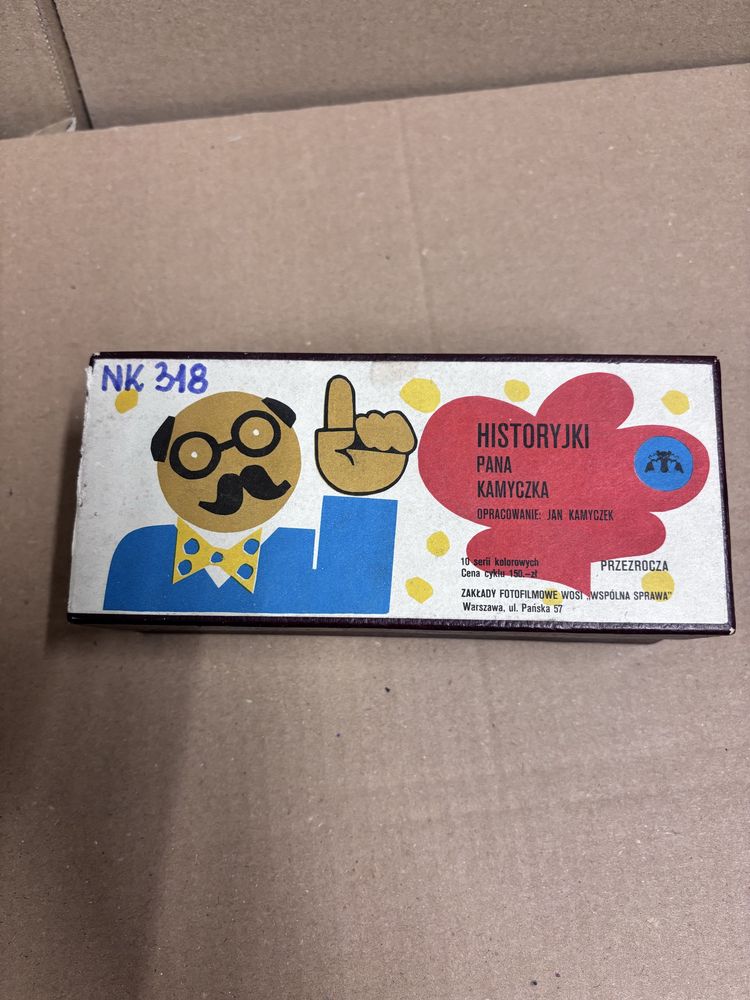 NK 318
HISTORYJKI
PANA
KAMYCZKA
OPRACOWANIE: JAN KAMYCZEK
10 serii kolorowych
Cena cyklu 150.—zł
PRZEZROCZA
ZAKŁADY FOTOFILMOWE WOSI „WSPÓLNA SPRAWA”
Warszawa, ul. Pańska 57